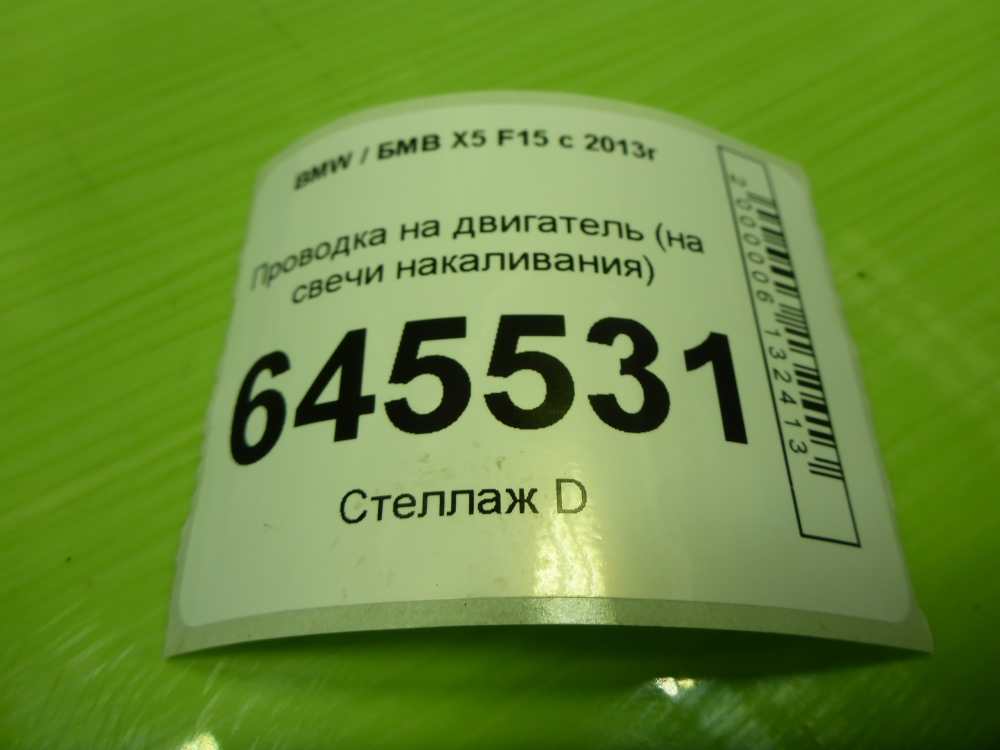 BMW / БМВ X5 F15 с 2013г
Проводка на двигатель (на
свечи накаливания)
645531
Стеллаж D
2000006132413